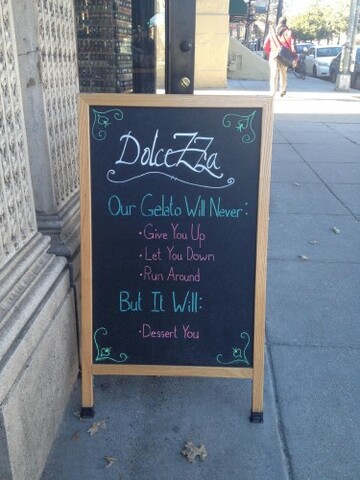 DolceZZa
Our Gelato Will Never:
• Give You Up
• Let You Down
• Run Around
But It Will:
• Dessert You